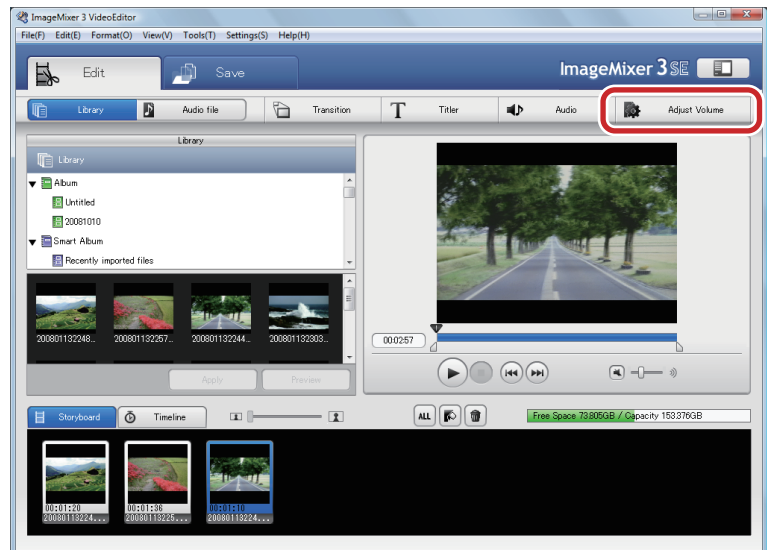 ImageMixer 3 VideoEditor
File(F) Edit(E) Format(O) View(V) Tools(T) Settings(S) Help(H)
Edit
Save
ImageMixer 3 SE
Library
Audio file
Transition
T
Titler
Audio
Adjust Volume
Library
Library
Album
Untitled
20081010
Smart Album
Recently imported files
200801132248...
200801132257...
200801132244...
200801132303...
Apply
Preview
00:02:57
Storyboard
Timeline
ALL
Free Space 73.805GB / Capacity 153.376GB
00:01:20
20080113224...
00:01:36
20080113225...
00:01:10
20080113224...